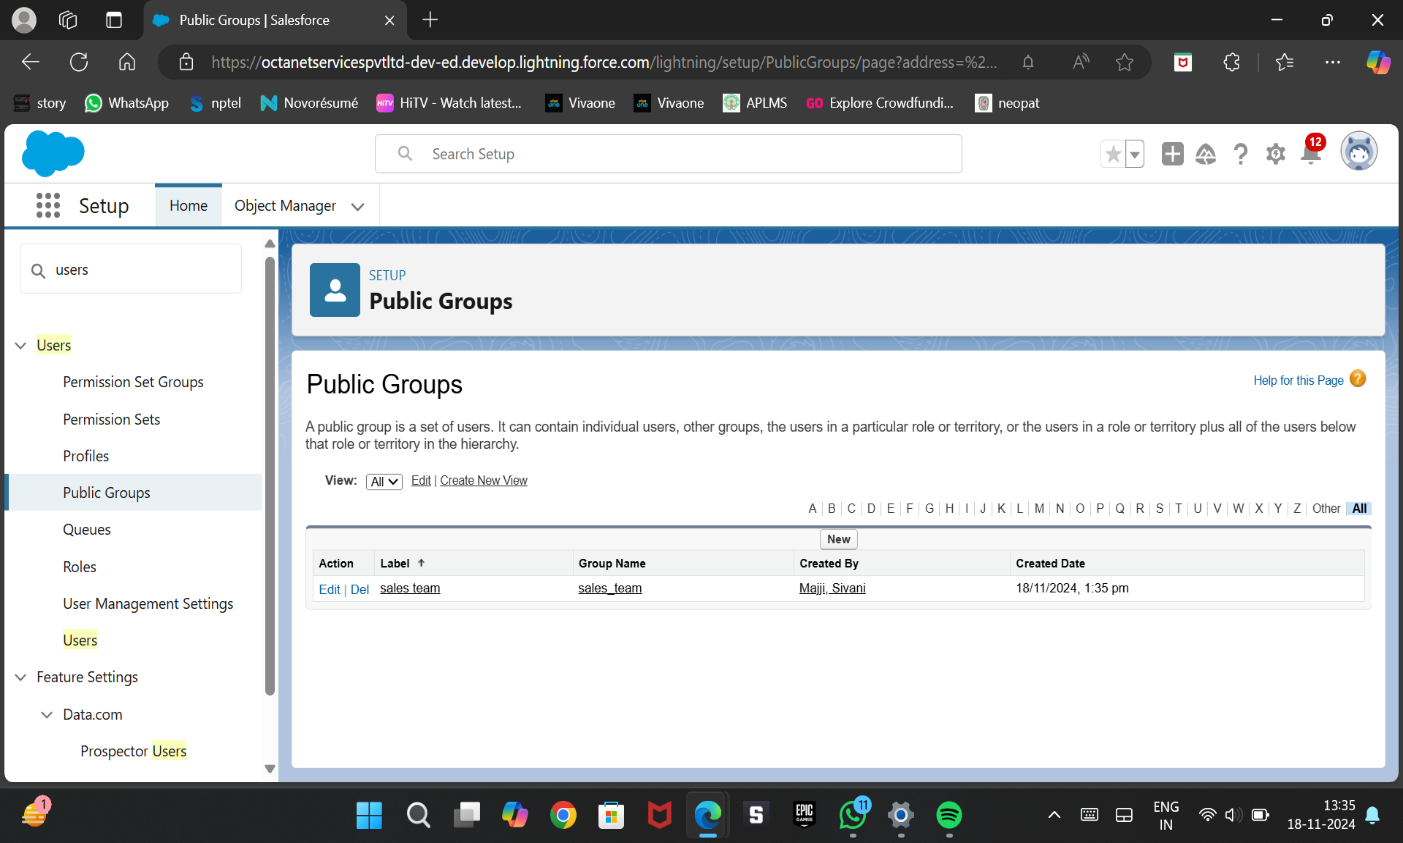 Public Groups | Salesforce
https://octanetservicespvtltd-dev-ed.develop.lightning.force.com/lightning/setup/PublicGroups/page?address=%2...
story
WhatsApp
nptel
Novorésumé
HiTV - Watch latest...
Vivaone
Vivaone
APLMS
GO Explore Crowdfundi...
neopat
Search Setup
12
Setup
Home
Object Manager
users
Users
Permission Set Groups
Permission Sets
Profiles
Public Groups
Queues
Roles
User Management Settings
Users
Feature Settings
Data.com
Prospector Users
SETUP
Public Groups
Public Groups
Help for this Page ?
A public group is a set of users. It can contain individual users, other groups, the users in a particular role or territory, or the users in a role or territory plus all of the users below
that role or territory in the hierarchy.
View: All Edit | Create New View
A | B | C | D | E | F | G | H | I | J | K | L | M | N | O | P | Q | R | S | T | U | V | W | X | Y | Z | Other All
New
Action Label Group Name Created By Created Date
Edit | Del sales team sales_team Majji, Sivani 18/11/2024, 1:35 pm
1
S
EPIC
GAMES
11
ENG
IN
13:35
18-11-2024